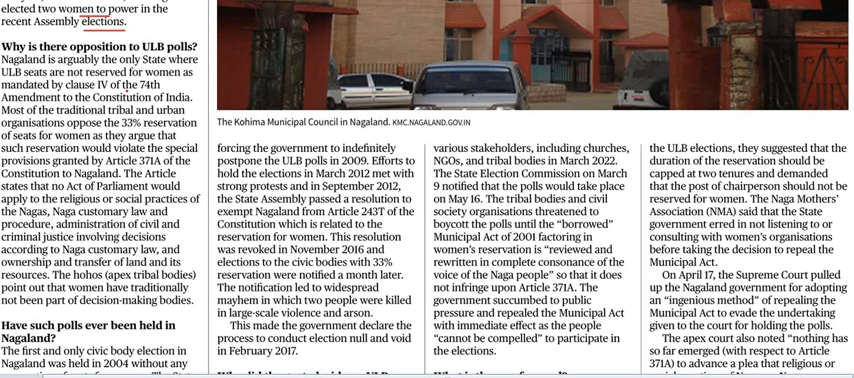 elected two women to power in the
recent Assembly elections.
Why is there opposition to ULB polls?
Nagaland is arguably the only State where
ULB seats are not reserved for women as
mandated by clause IV of the 74th
Amendment to the Constitution of India.
Most of the traditional tribal and urban
organisations oppose the 33% reservation
of seats for women as they argue that
such reservation would violate the special
provisions granted by Article 371A of the
Constitution to Nagaland. The Article
states that no Act of Parliament would
apply to the religious or social practices of
the Nagas, Naga customary law and
procedure, administration of civil and
criminal justice involving decisions
according to Naga customary law, and
ownership and transfer of land and its
resources. The hohos (apex tribal bodies)
point out that women have traditionally
not been part of decision-making bodies.
Have such polls ever been held in
Nagaland?
The first and only civic body election in
Nagaland was held in 2004 without any
The Kohima Municipal Council in Nagaland. KMC.NAGALAND.GOV.IN
forcing the government to indefinitely
postpone the ULB polls in 2009. Efforts to
hold the elections in March 2012 met with
strong protests and in September 2012,
the State Assembly passed a resolution to
exempt Nagaland from Article 243T of the
Constitution which is related to the
reservation for women. This resolution
was revoked in November 2016 and
elections to the civic bodies with 33%
reservation were notified a month later.
The notification led to widespread
mayhem in which two people were killed
in large-scale violence and arson.
This made the government declare the
process to conduct election null and void
in February 2017.
various stakeholders, including churches,
NGOs, and tribal bodies in March 2022.
The State Election Commission on March
9 notified that the polls would take place
on May 16. The tribal bodies and civil
society organisations threatened to
boycott the polls until the “borrowed”
Municipal Act of 2001 factoring in
women’s reservation is “reviewed and
rewritten in complete consonance of the
voice of the Naga people” so that it does
not infringe upon Article 371A. The
government succumbed to public
pressure and repealed the Municipal Act
with immediate effect as the people
“cannot be compelled” to participate in
the elections.
the ULB elections, they suggested that the
duration of the reservation should be
capped at two tenures and demanded
that the post of chairperson should not be
reserved for women. The Naga Mothers’
Association (NMA) said that the State
government erred in not listening to or
consulting with women’s organisations
before taking the decision to repeal the
Municipal Act.
On April 17, the Supreme Court pulled
up the Nagaland government for adopting
an “ingenious method” of repealing the
Municipal Act to evade the undertaking
given to the court for holding the polls.
The apex court also noted “nothing has
so far emerged (with respect to Article
371A) to advance a plea that religious or